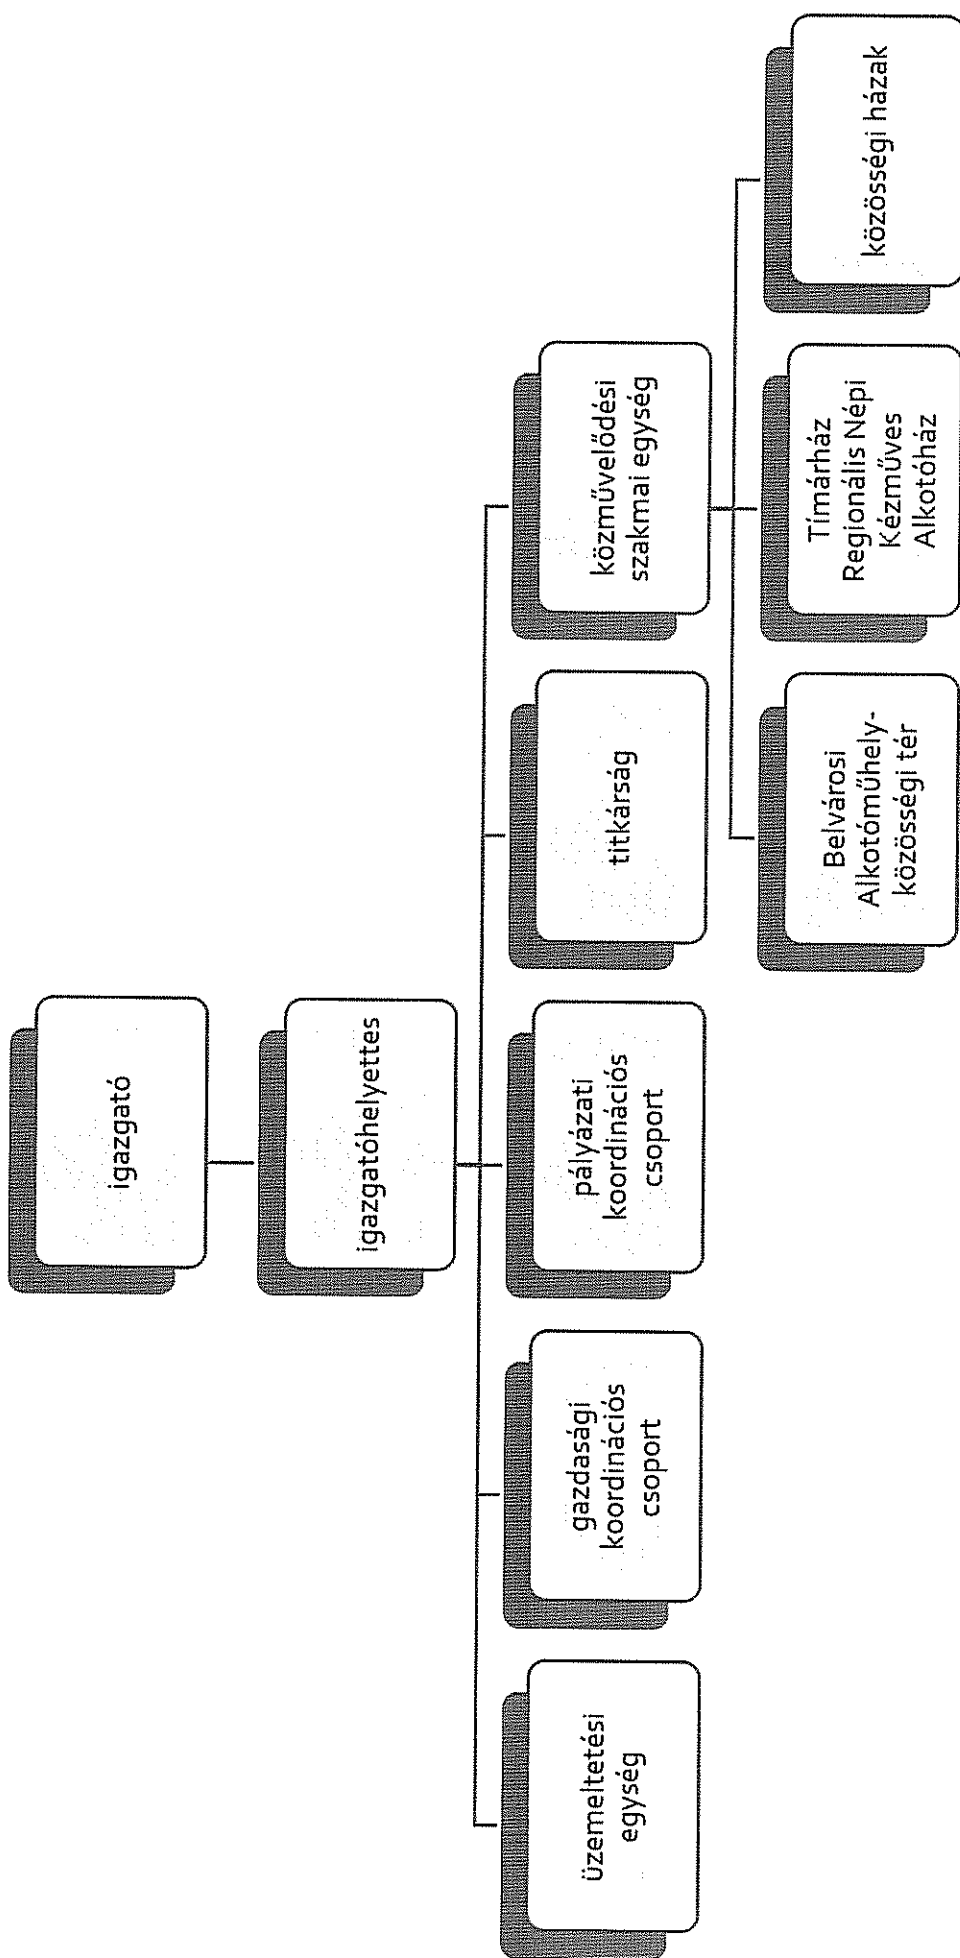 igazgató
igazgatóhelyettes
üzemeltetési
egység
gazdasági
koordinációs
csoport
pályázati
koordinációs
csoport
titkárság
közművelődési
szakmai egység
Belvárosi
Alkotóműhely-
közösségi tér
Tímárház
Regionális Népi
Kézműves
Alkotóház
közösségi házak